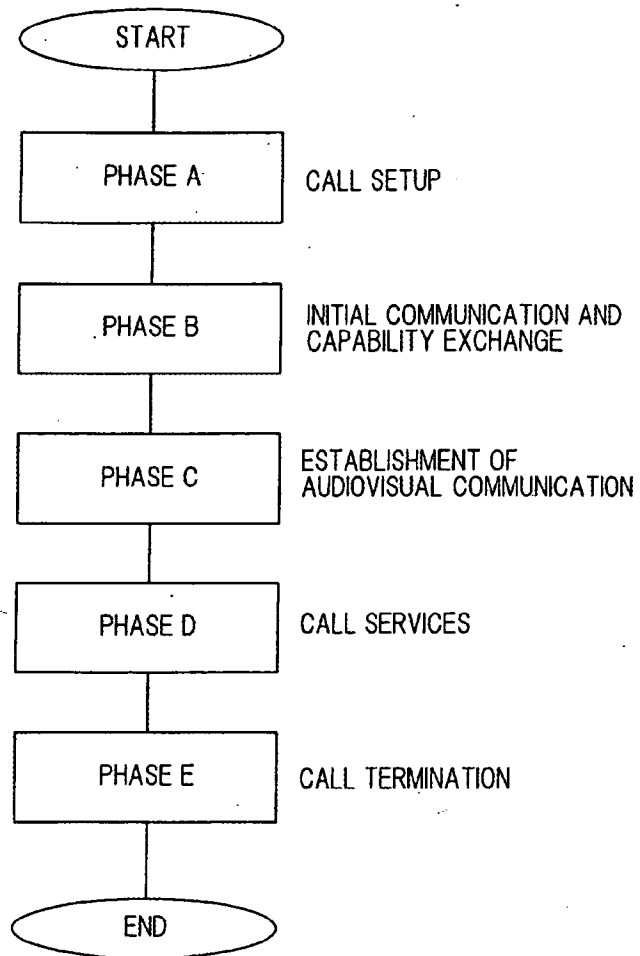 START
PHASE A
CALL SETUP
PHASE B
INITIAL COMMUNICATION AND
CAPABILITY EXCHANGE
PHASE C
ESTABLISHMENT OF
AUDIOVISUAL COMMUNICATION
PHASE D
CALL SERVICES
PHASE E
CALL TERMINATION
END